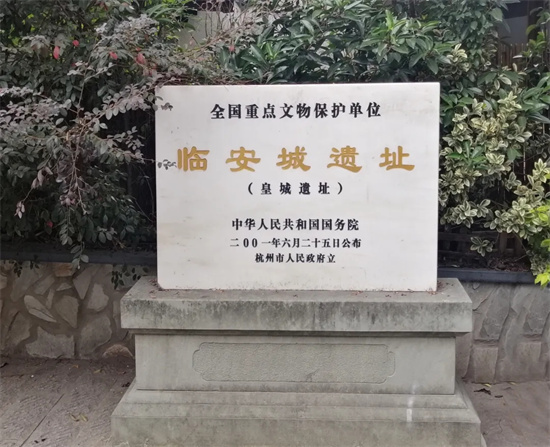 全国重点文物保护单位
临安城遗址
（皇城遗址）
中华人民共和国国务院
二00一年六月二十五日公布
杭州市人民政府立